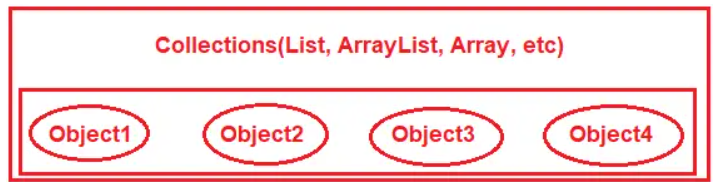 Collections(List, ArrayList, Array, etc)
Object1 Object2 Object3 Object4